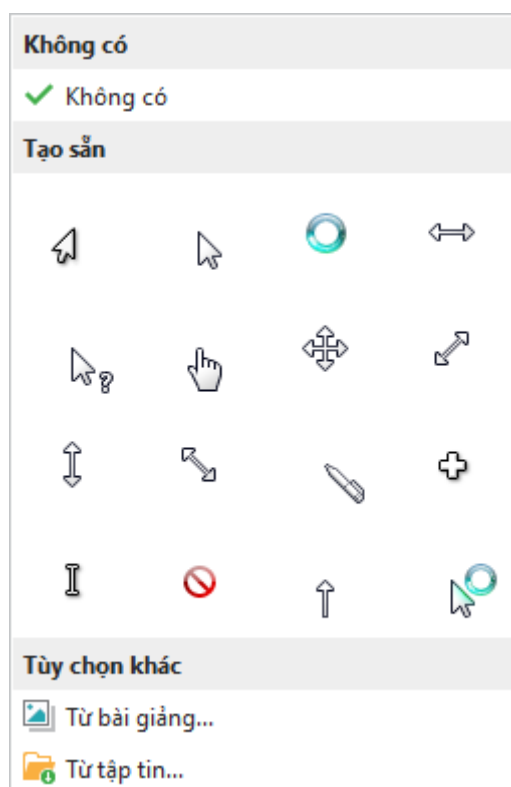 Không có
Không có
Tạo sẵn
Tùy chọn khác
Từ bài giảng...
Từ tập tin...